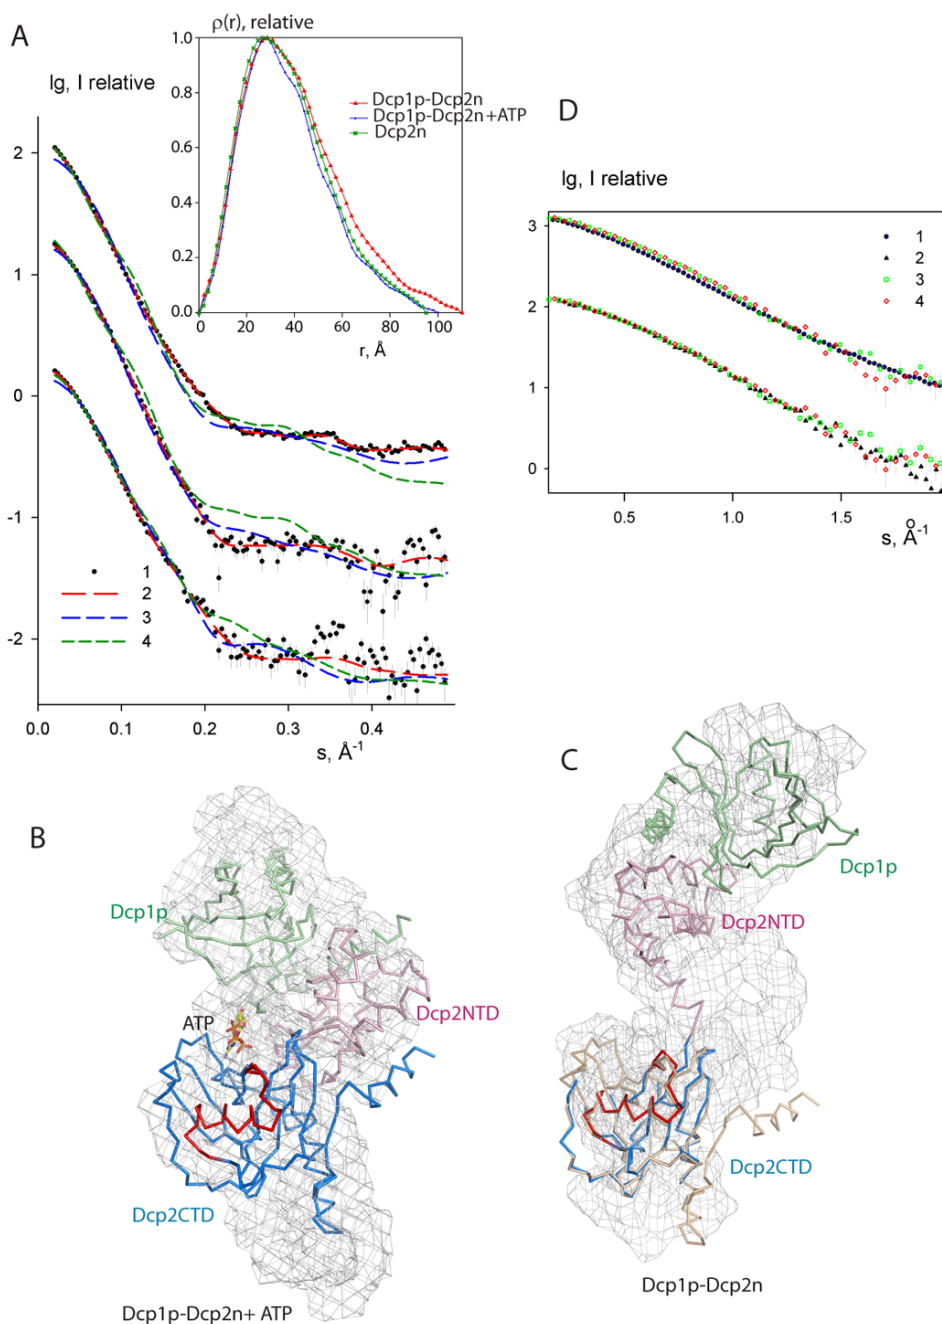 A
ρ(r), relative
lg, I relative
1.0
0.8
0.6
0.4
0.2
0.0
Dcp1p-Dcp2n
Dcp1p-Dcp2n+ATP
Dcp2n
0 20 40 60 80 100
r, Å
2
1
0
-1
-2
1
2
3
4
0.0 0.1 0.2 0.3 0.4
s, Å-1
D
lg, I relative
3
2
1
0
1
2
3
4
0.5 1.0 1.5
s, Å-1
B
Dcp1p
Dcp2NTD
ATP
Dcp2CTD
Dcp1p-Dcp2n+ ATP
C
Dcp1p
Dcp2NTD
Dcp2CTD
Dcp1p-Dcp2n